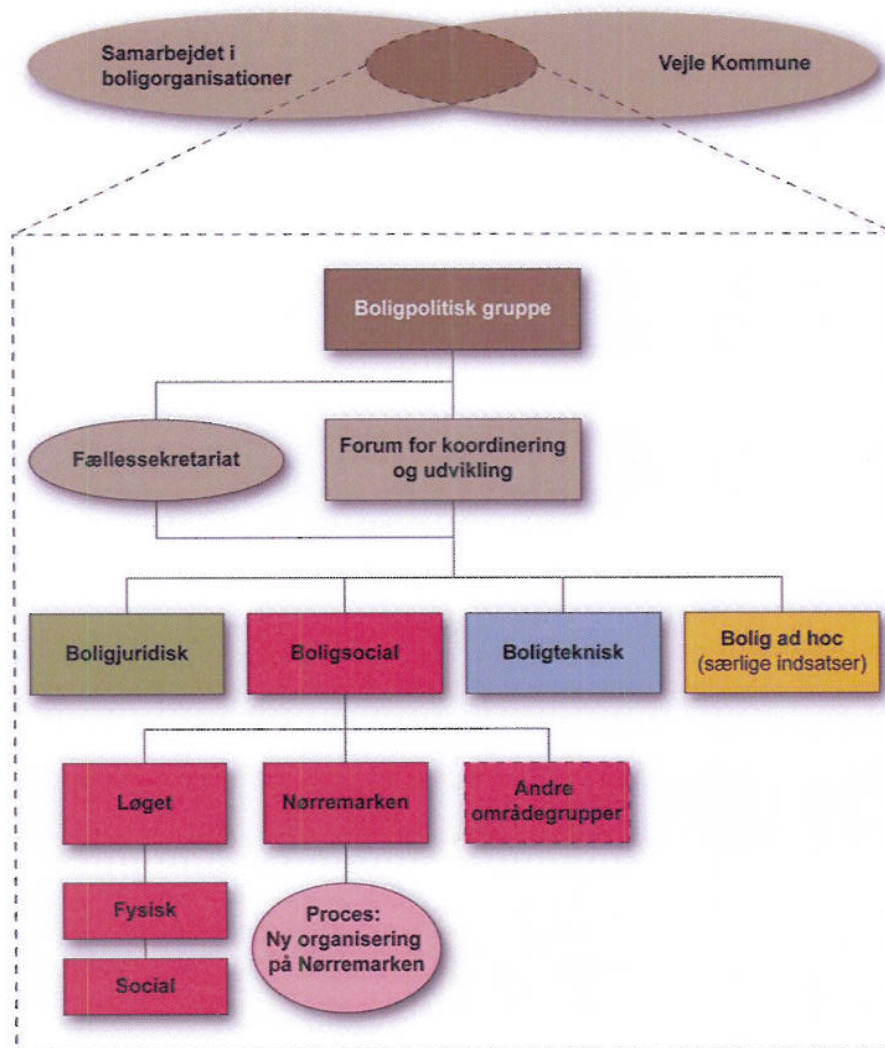 Samarbejdet i
boligorganisationer
Vejle Kommune
Boligpolitisk gruppe
Fællessekretariat
Forum for koordinering
og udvikling
Boligjuridisk
Boligsocial
Boligteknisk
Bolig ad hoc
(særlige indsatser)
Løget
Nørremarken
Andre
områdegrupper
Fysisk
Social
Proces:
Ny organisering
på Nørremarken